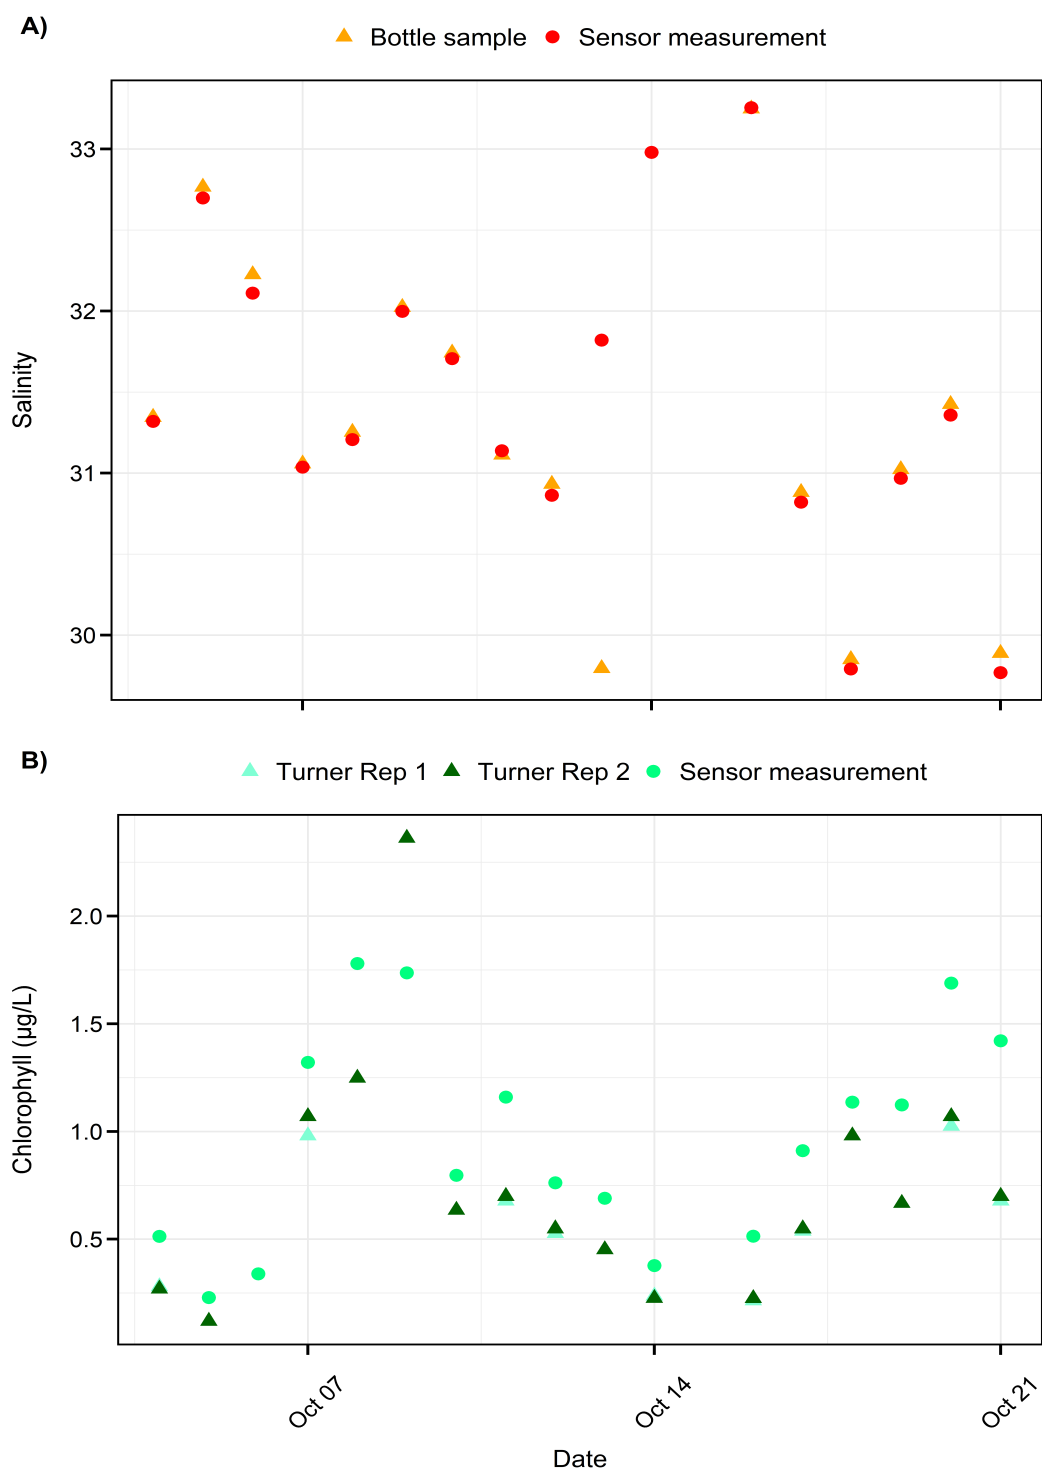 A)
Bottle sample Sensor measurement
33
32
31
30
Salinity
B)
Turner Rep 1 Turner Rep 2 Sensor measurement
2.0
1.5
1.0
0.5
Chlorophyll (µg/L)
Oct 07 Oct 14 Oct 21
Date